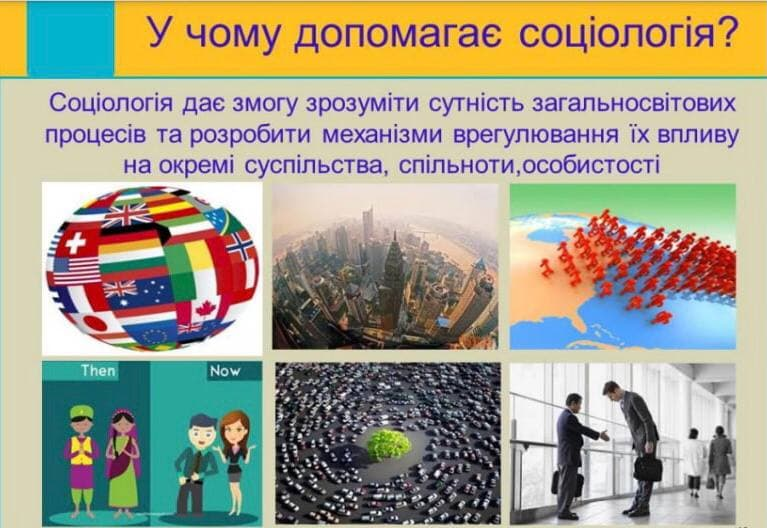 У чому допомагає соціологія?
Соціологія дає змогу зрозуміти сутність загальносвітових
процесів та розробити механізми врегулювання їх впливу
на окремі суспільства, спільноти,особистості
Then Now